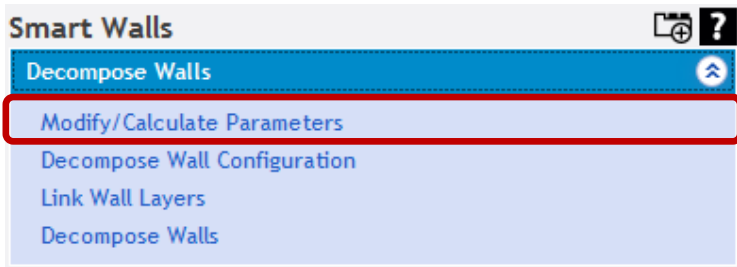 Smart Walls ?
Decompose Walls
Modify/Calculate Parameters
Decompose Wall Configuration
Link Wall Layers
Decompose Walls